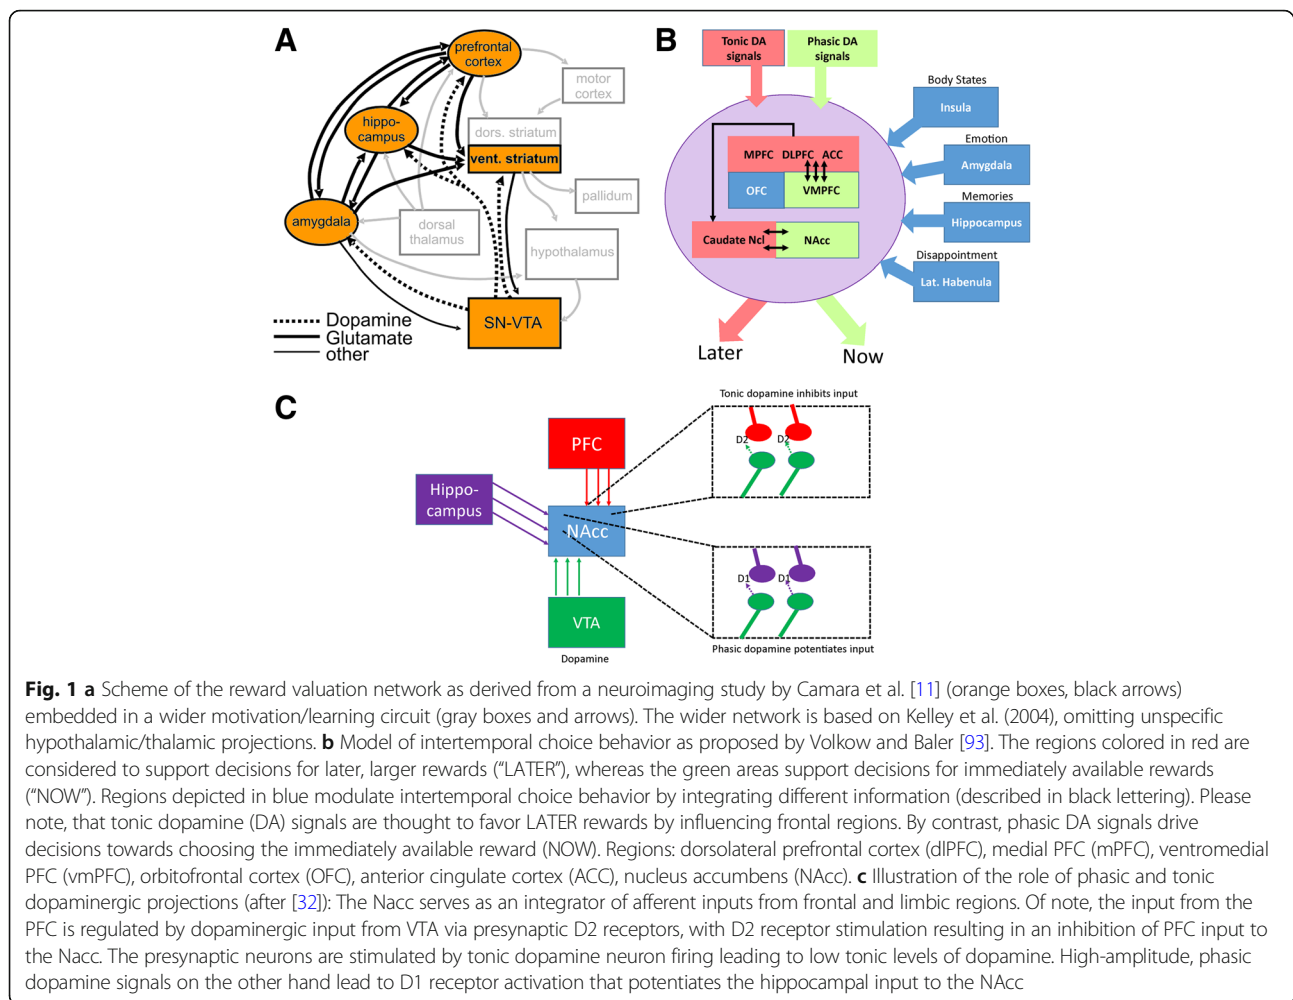 A
prefrontal
cortex
motor
cortex
hippo-
campus
dors. striatum
vent. striatum
pallidum
amygdala
dorsal
thalamus
hypothalamus
SN-VTA
Dopamine
Glutamate
other
B
Tonic DA
signals
Phasic DA
signals
Body States
Insula
Emotion
Amygdala
Memories
Hippocampus
Disappointment
Lat. Habenula
MPFC DLPFC ACC
OFC VMPFC
Caudate Ncl NAcc
Later Now
C
Tonic dopamine inhibits input
D2 D2
PFC
Hippo-
campus
NAcc
D1 D1
VTA
Dopamine
Phasic dopamine potentiates input
Fig. 1 a Scheme of the reward valuation network as derived from a neuroimaging study by Camara et al. [11] (orange boxes, black arrows)
embedded in a wider motivation/learning circuit (gray boxes and arrows). The wider network is based on Kelley et al. (2004), omitting unspecific
hypothalamic/thalamic projections. b Model of intertemporal choice behavior as proposed by Volkow and Baler [93]. The regions colored in red are
considered to support decisions for later, larger rewards (“LATER”), whereas the green areas support decisions for immediately available rewards
(“NOW”). Regions depicted in blue modulate intertemporal choice behavior by integrating different information (described in black lettering). Please
note, that tonic dopamine (DA) signals are thought to favor LATER rewards by influencing frontal regions. By contrast, phasic DA signals drive
decisions towards choosing the immediately available reward (NOW). Regions: dorsolateral prefrontal cortex (dlPFC), medial PFC (mPFC), ventromedial
PFC (vmPFC), orbitofrontal cortex (OFC), anterior cingulate cortex (ACC), nucleus accumbens (NAcc). c Illustration of the role of phasic and tonic
dopaminergic projections (after [32]): The Nacc serves as an integrator of afferent inputs from frontal and limbic regions. Of note, the input from the
PFC is regulated by dopaminergic input from VTA via presynaptic D2 receptors, with D2 receptor stimulation resulting in an inhibition of PFC input to
the Nacc. The presynaptic neurons are stimulated by tonic dopamine neuron firing leading to low tonic levels of dopamine. High-amplitude, phasic
dopamine signals on the other hand lead to D1 receptor activation that potentiates the hippocampal input to the NAcc